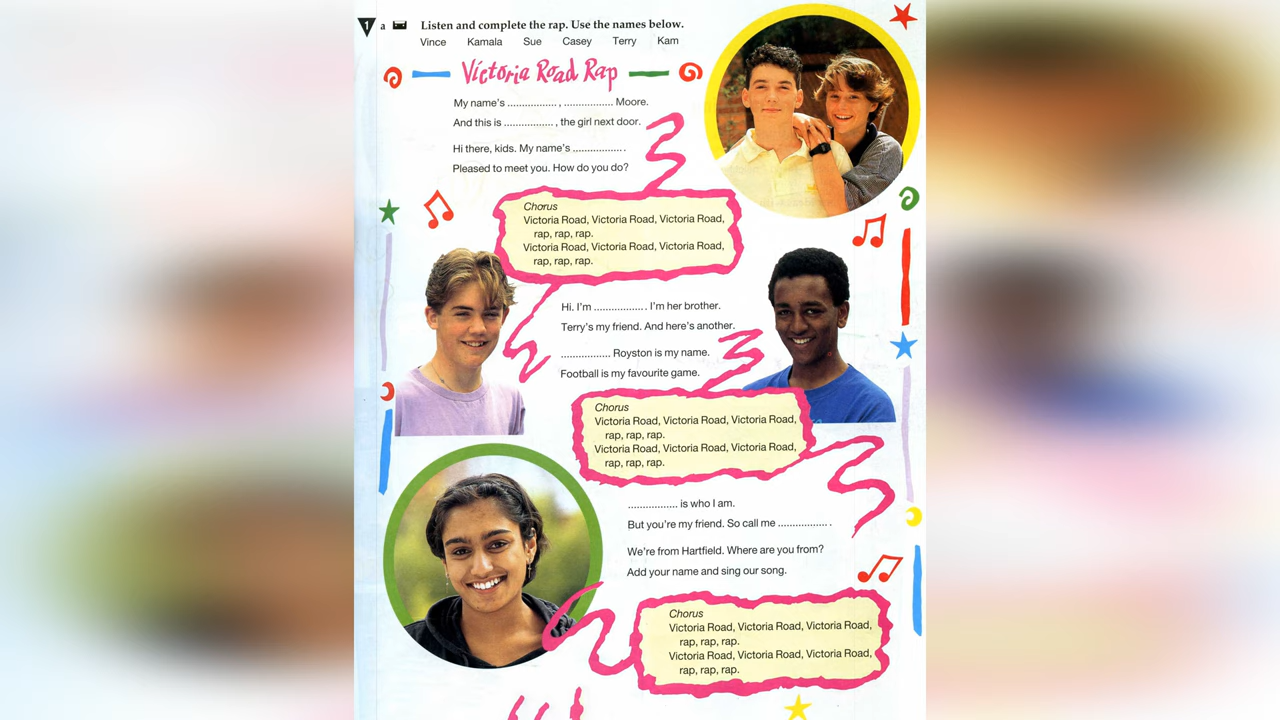 1 a Listen and complete the rap. Use the names below.
Vince Kamala Sue Casey Terry Kam
Victoria Road Rap
My name's ................. , ................. Moore.
And this is ................. , the girl next door.
Hi there, kids. My name's ................. .
Pleased to meet you. How do you do?
Chorus
Victoria Road, Victoria Road, Victoria Road,
rap, rap, rap.
Victoria Road, Victoria Road, Victoria Road,
rap, rap, rap.
Hi. I'm ................. . I'm her brother.
Terry's my friend. And here's another.
................. Royston is my name.
Football is my favourite game.
Chorus
Victoria Road, Victoria Road, Victoria Road,
rap, rap, rap.
Victoria Road, Victoria Road, Victoria Road,
rap, rap, rap.
................. is who I am.
But you're my friend. So call me ................. .
We're from Hartfield. Where are you from?
Add your name and sing our song.
Chorus
Victoria Road, Victoria Road, Victoria Road,
rap, rap, rap.
Victoria Road, Victoria Road, Victoria Road,
rap, rap, rap.